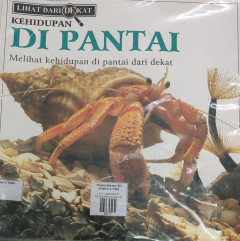 LIHAT DARI DEKAT
KEHIDUPAN
DI PANTAI
Melihat kehidupan di pantai dari dekat